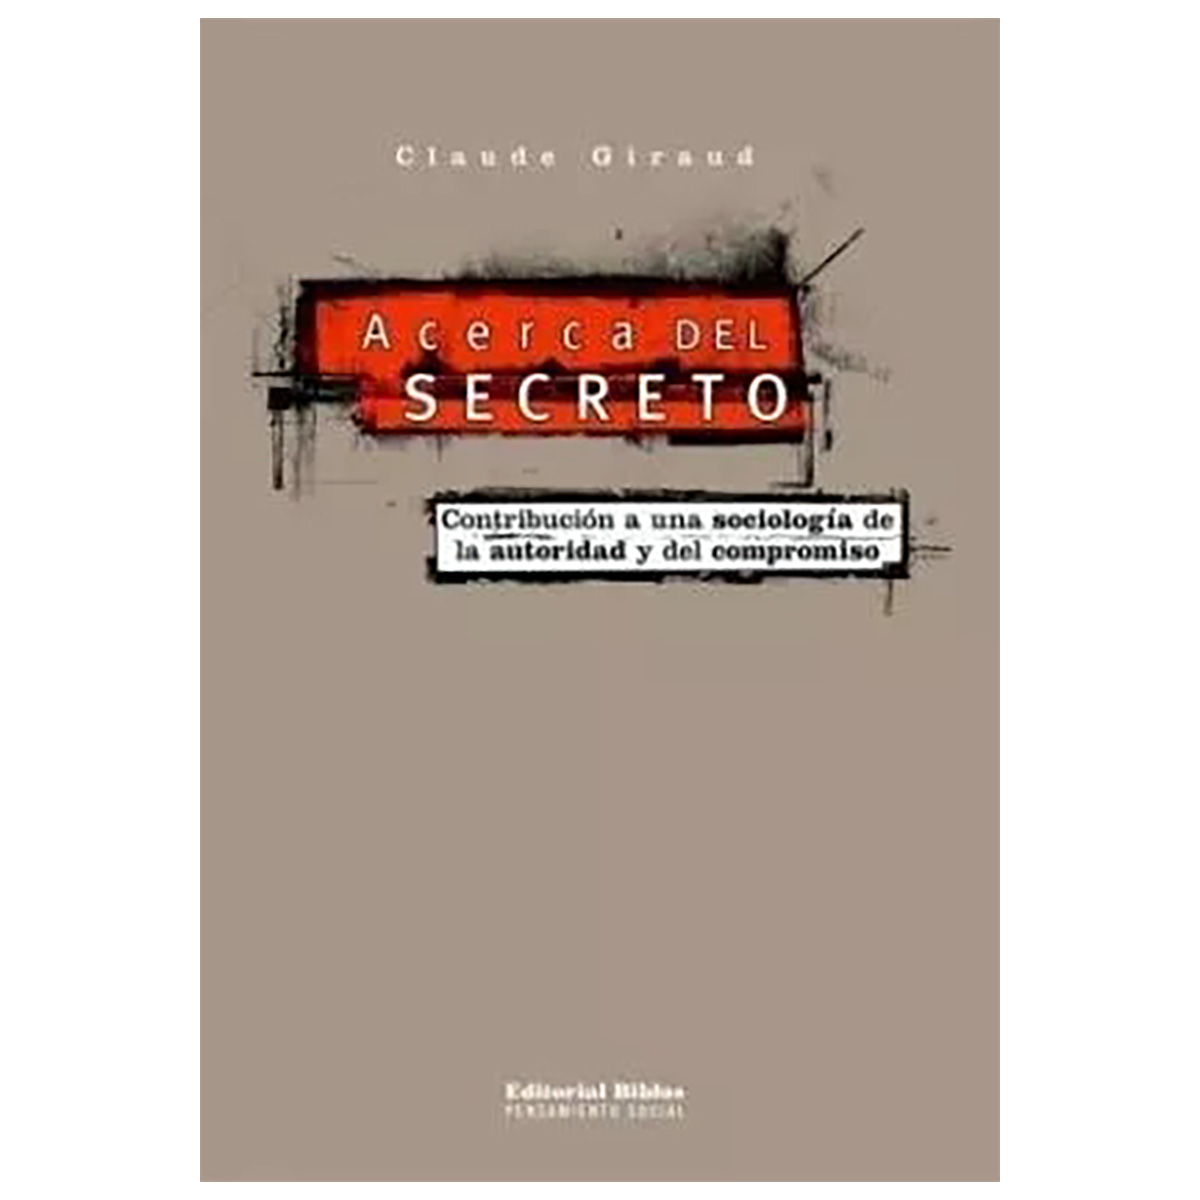 Claude Giraud
Acerca DEL
SECRETO
Contribución a una sociología de
la autoridad y del compromiso
Editorial Biblos
PENSAMIENTO SOCIAL